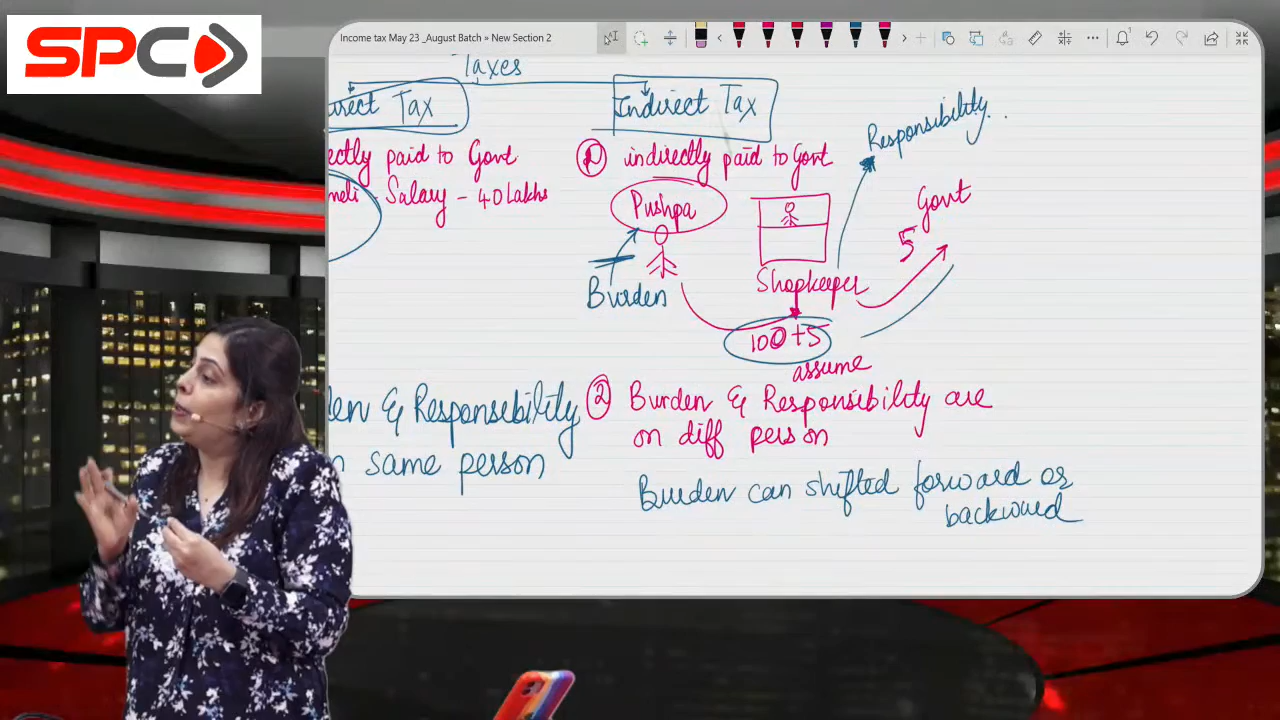 SPC
Income tax May 23 _August Batch » New Section 2
Taxes
irect Tax
Indirect Tax
Responsibility
ectly paid to Govt
neli - Salary - 40 Lakhs
① indirectly paid to Govt
Pushpa
Govt
5
Burden
Shopkeeper
100 + 5
assume
den & Responsibility
n same person
② Burden & Responsibility are
on diff person
Burden can shifted forward or
backward